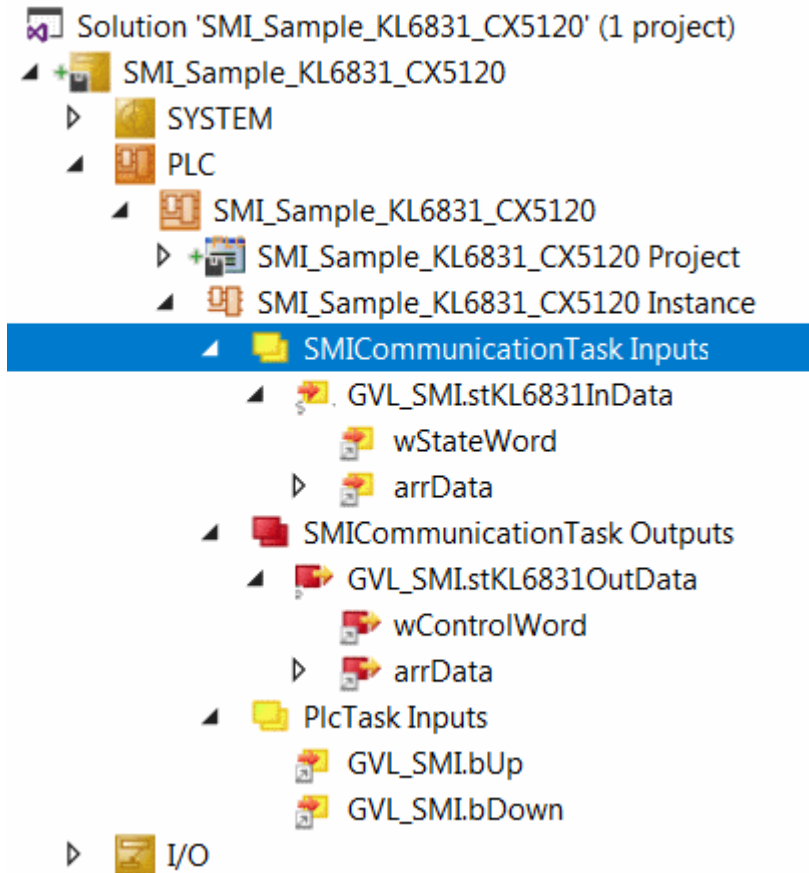 Solution 'SMI_Sample_KL6831_CX5120' (1 project)
SMI_Sample_KL6831_CX5120
SYSTEM
PLC
SMI_Sample_KL6831_CX5120
SMI_Sample_KL6831_CX5120 Project
SMI_Sample_KL6831_CX5120 Instance
SMICommunicationTask Inputs
GVL_SMI.stKL6831InData
wStateWord
arrData
SMICommunicationTask Outputs
GVL_SMI.stKL6831OutData
wControlWord
arrData
PlcTask Inputs
GVL_SMI.bUp
GVL_SMI.bDown
I/O